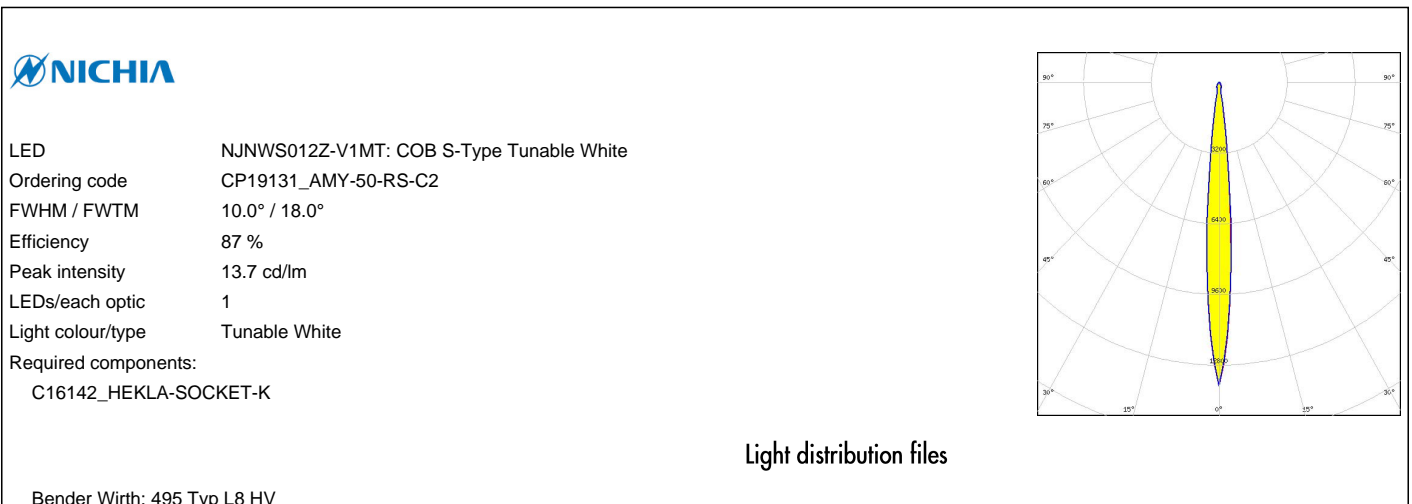 NICHIA
LED NJNWS012Z-V1MT: COB S-Type Tunable White
Ordering code CP19131_AMY-50-RS-C2
FWHM / FWTM 10.0° / 18.0°
Efficiency 87 %
Peak intensity 13.7 cd/lm
LEDs/each optic 1
Light colour/type Tunable White
Required components:
C16142_HEKLA-SOCKET-K
90° 90°
75° 75°
3200
60° 60°
6400
45° 45°
9600
12800
30° 30°
15° 0° 15°
Light distribution files
Bender Wirth: 495 Typ L8 HV